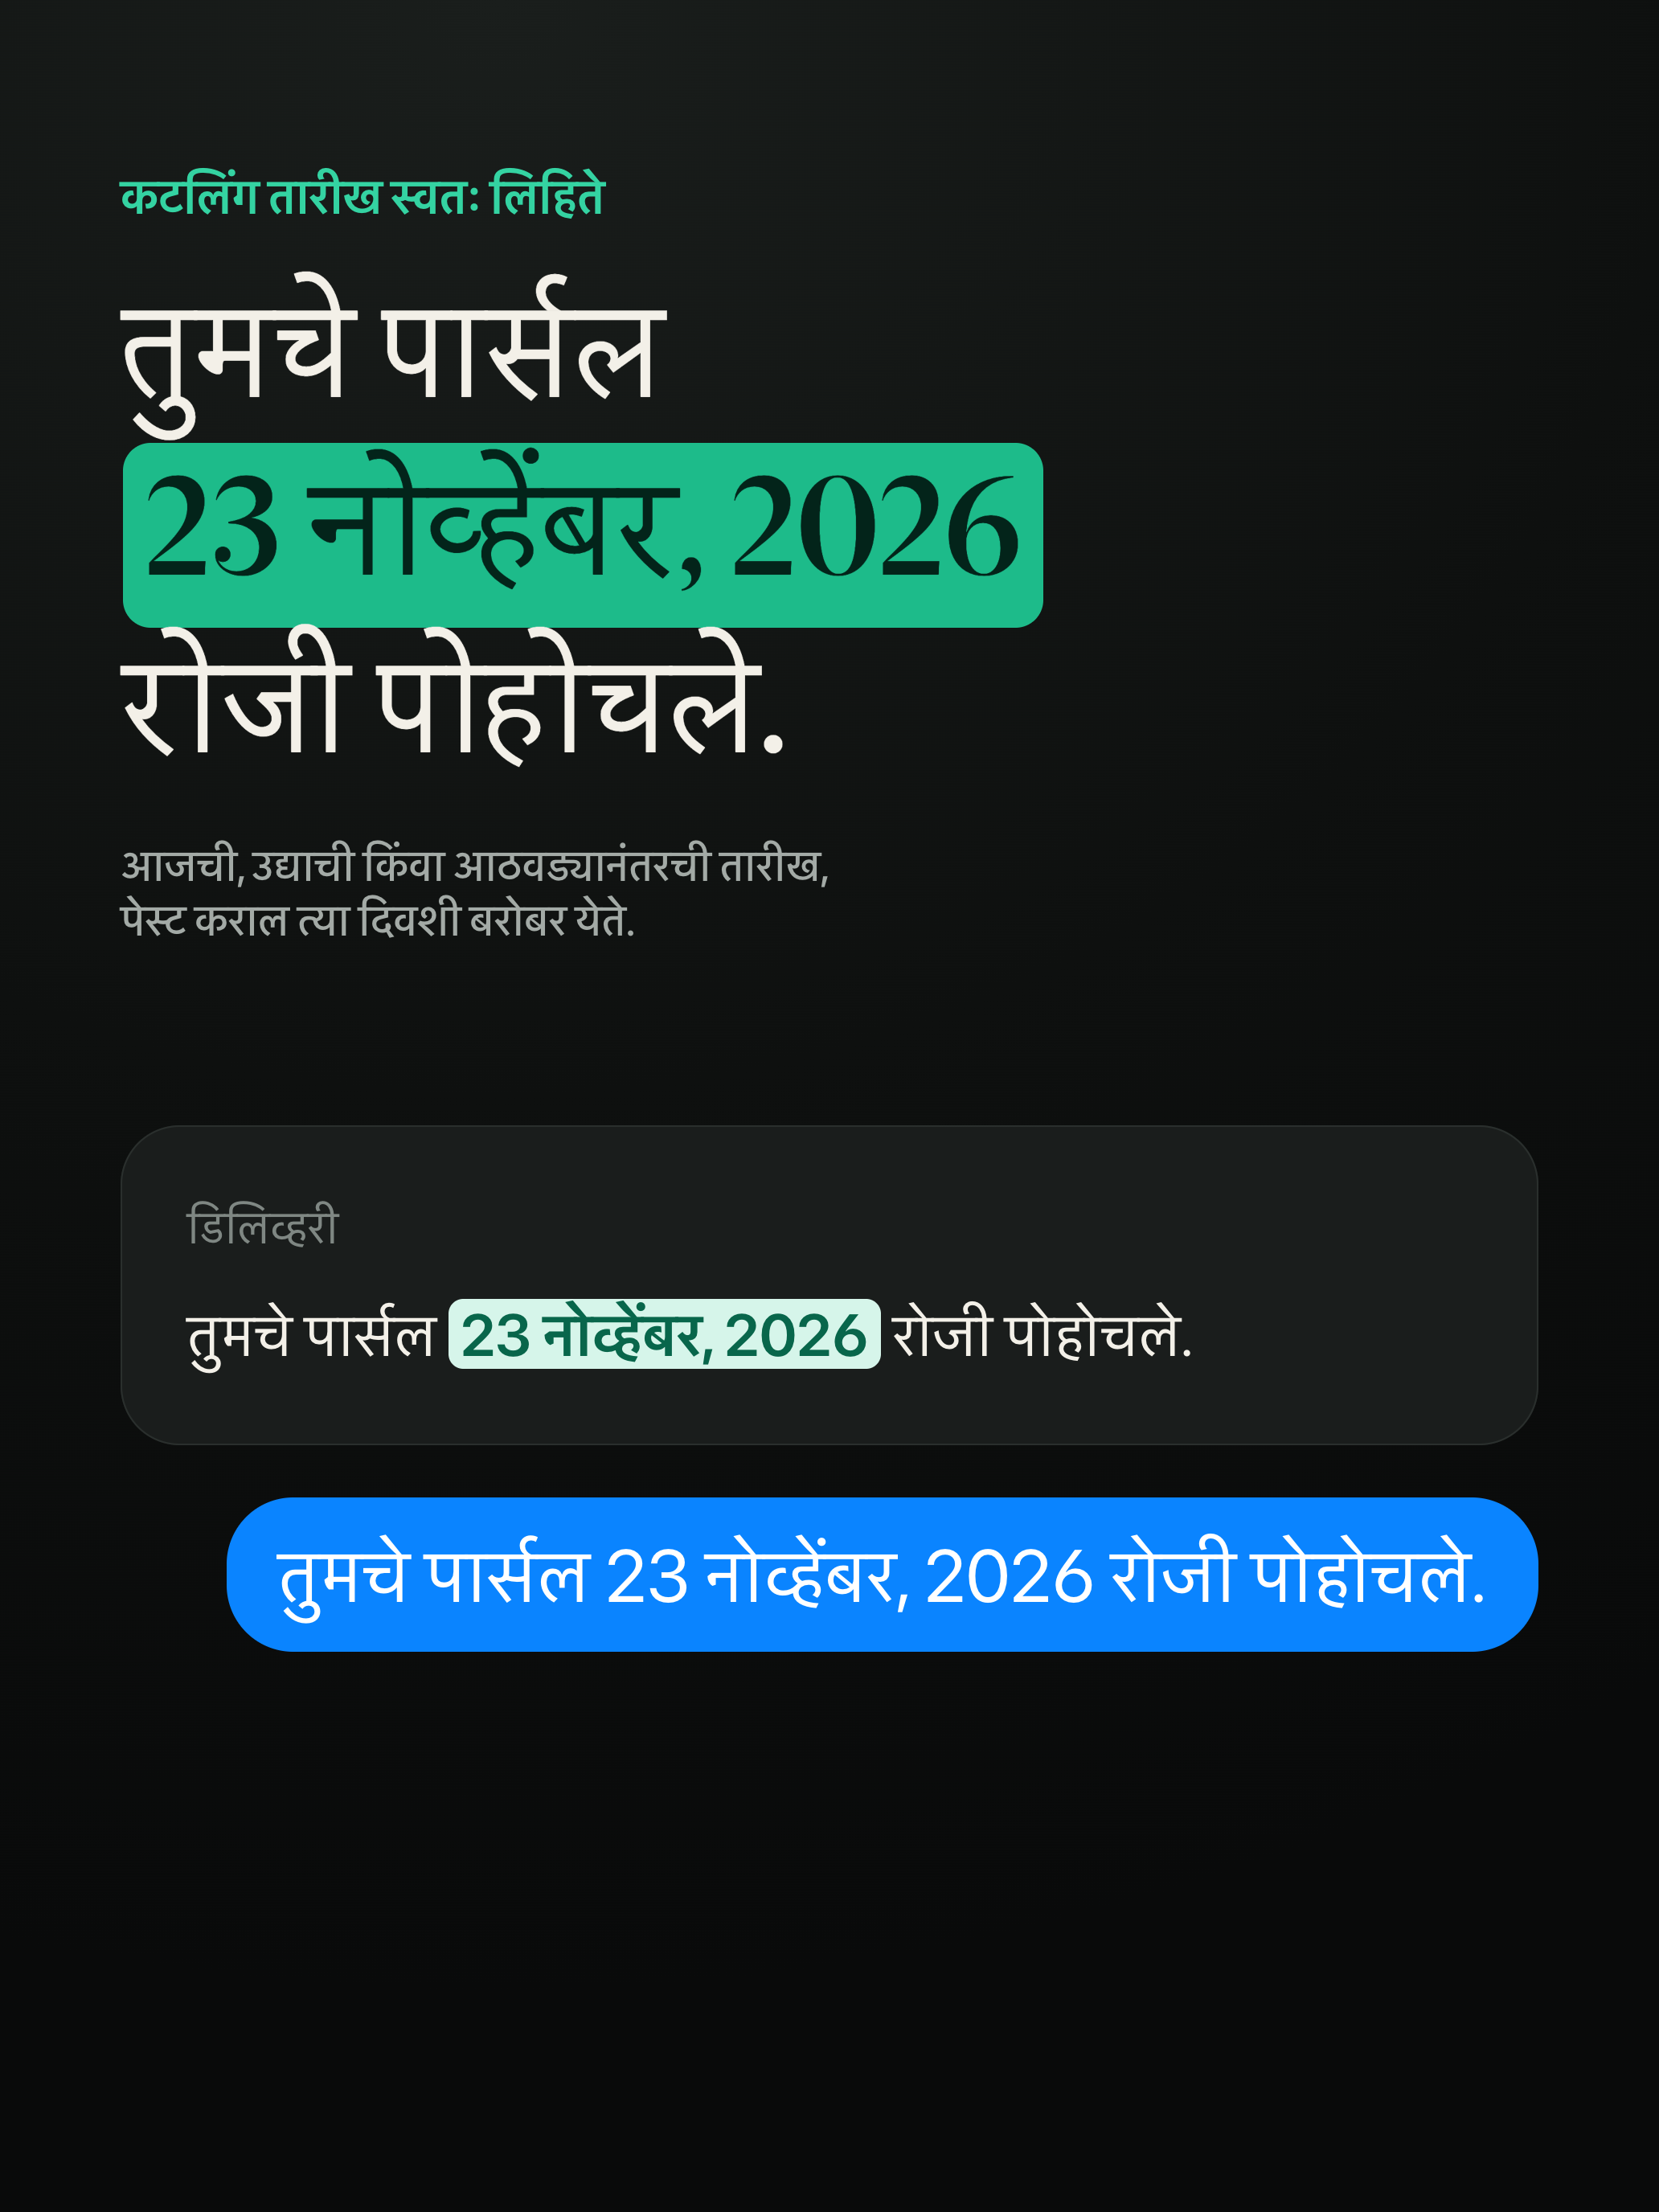 कटलिंग तारीख स्वतः लिहिते
तुमचे पार्सल
23 नोव्हेंबर, 2026
रोजी पोहोचले.
आजची, उद्याची किंवा आठवड्यानंतरची तारीख,
पेस्ट कराल त्या दिवशी बरोबर येते.
डिलिव्हरी
तुमचे पार्सल 23 नोव्हेंबर, 2026 रोजी पोहोचले.
तुमचे पार्सल 23 नोव्हेंबर, 2026 रोजी पोहोचले.